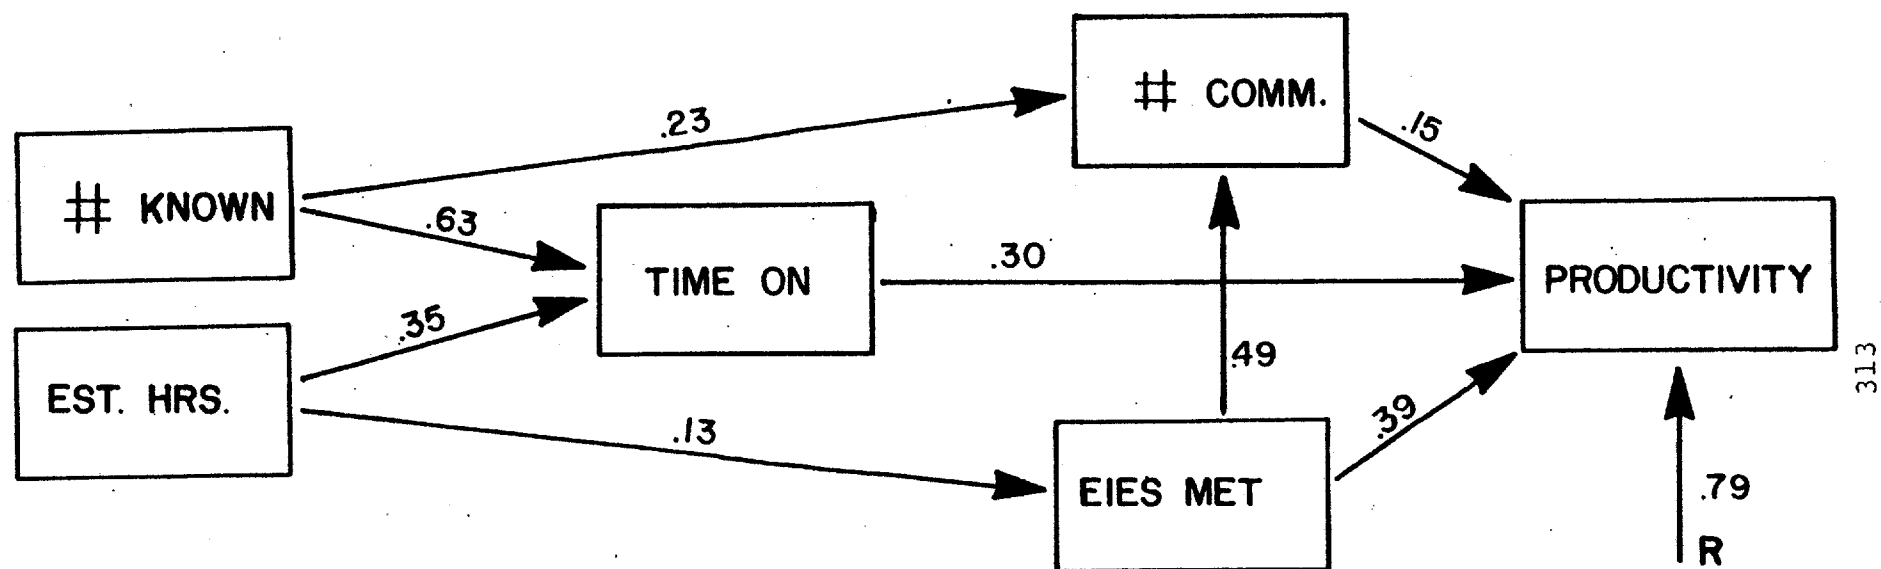 # COMM.
.23
.15
# KNOWN
.63
TIME ON
.30
PRODUCTIVITY
.35
.49
313
EST. HRS.
.13
.39
EIES MET
.79
R